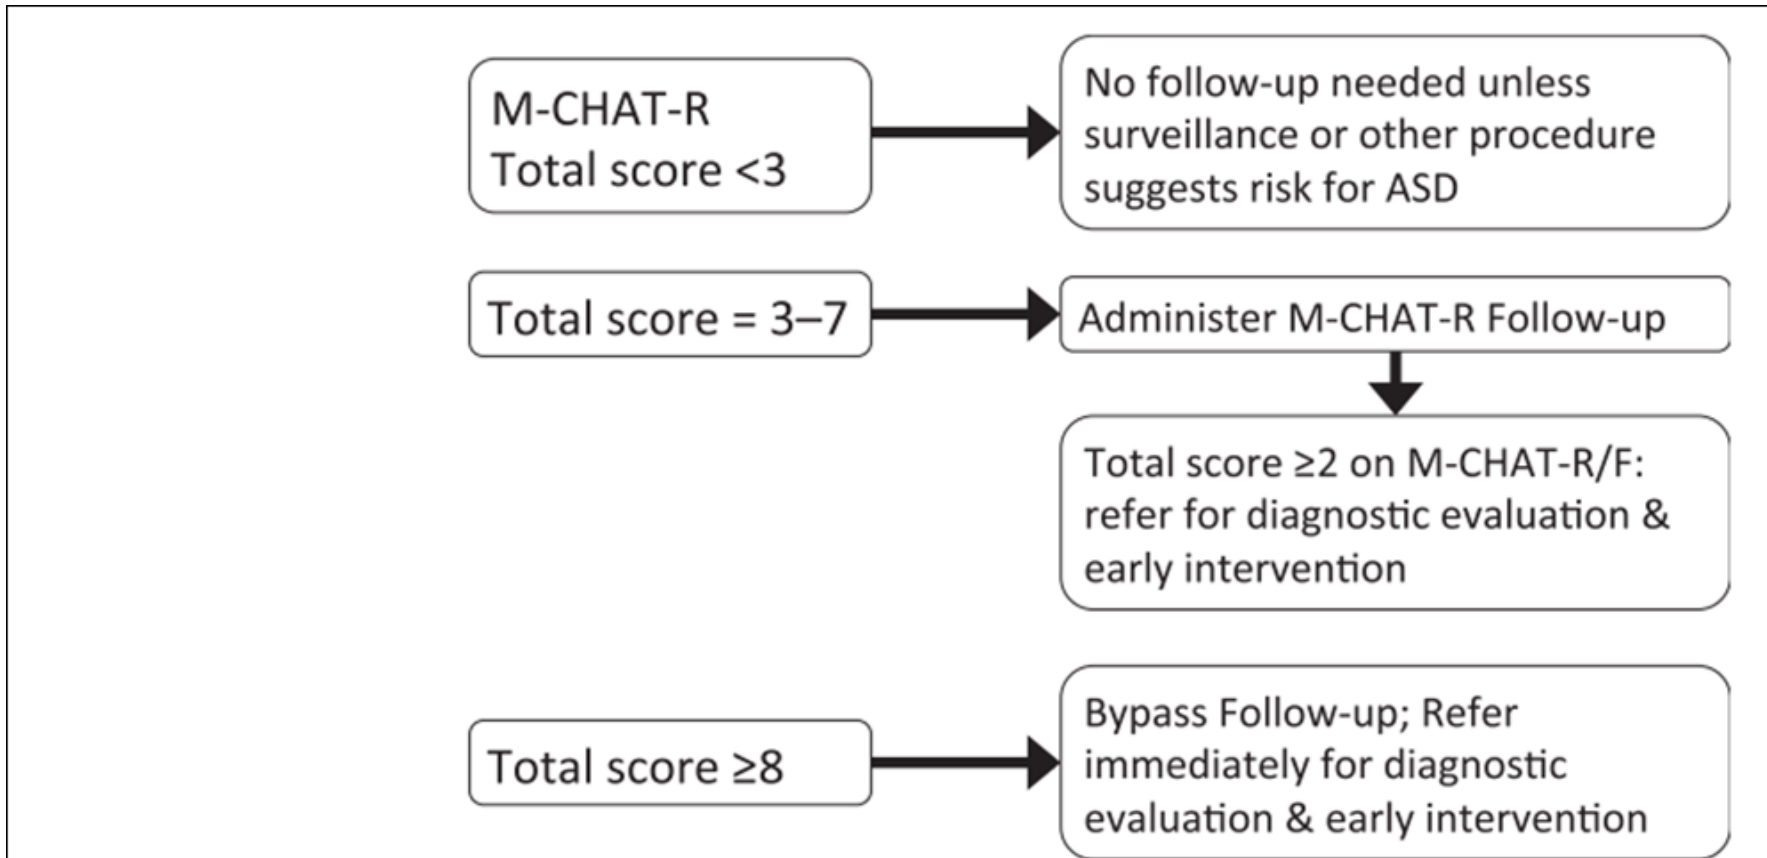 M-CHAT-R
Total score <3
No follow-up needed unless
surveillance or other procedure
suggests risk for ASD
Total score = 3–7
Administer M-CHAT-R Follow-up
Total score ≥2 on M-CHAT-R/F:
refer for diagnostic evaluation &
early intervention
Total score ≥8
Bypass Follow-up; Refer
immediately for diagnostic
evaluation & early intervention